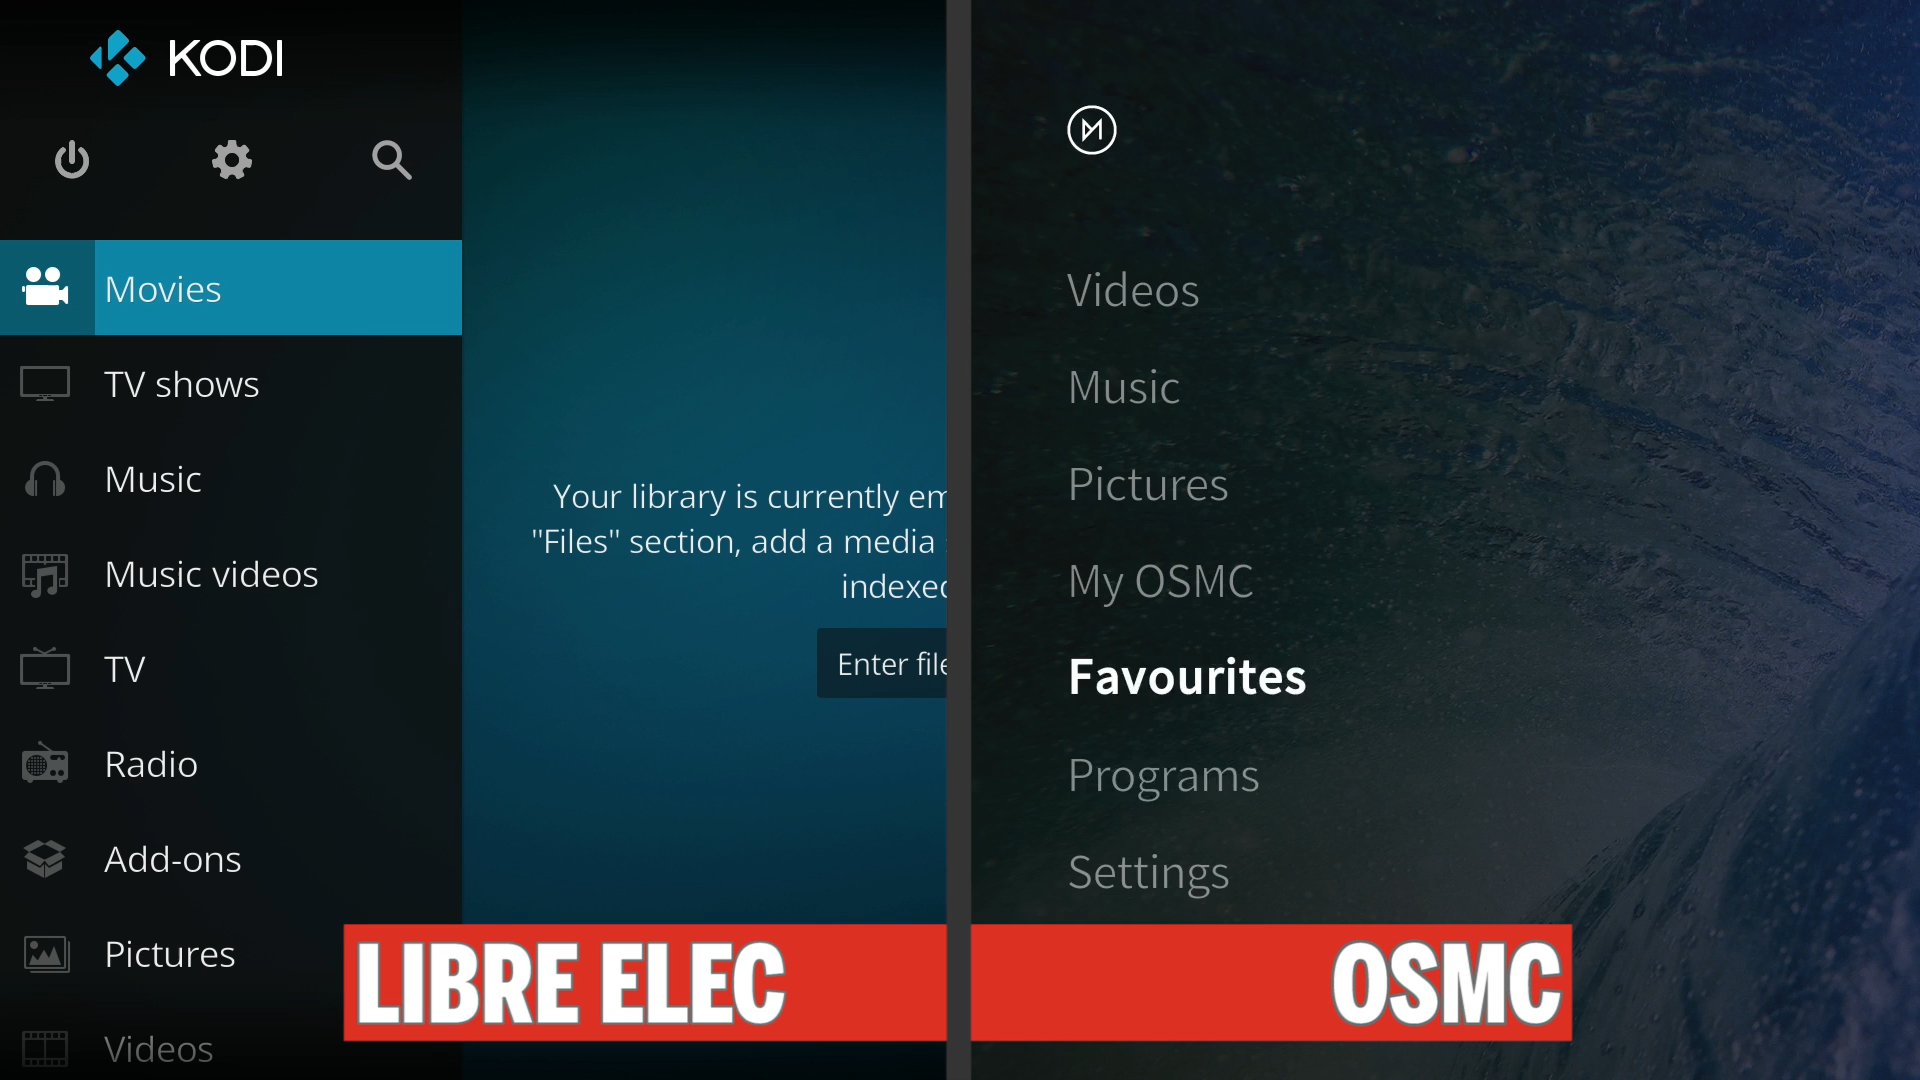 KODI
Movies
TV shows
Music
Music videos
TV
Radio
Add-ons
Pictures
Videos
Your library is currently em
"Files" section, add a media
indexed
Enter file
LIBRE ELEC
Videos
Music
Pictures
My OSMC
Favourites
Programs
Settings
OSMC